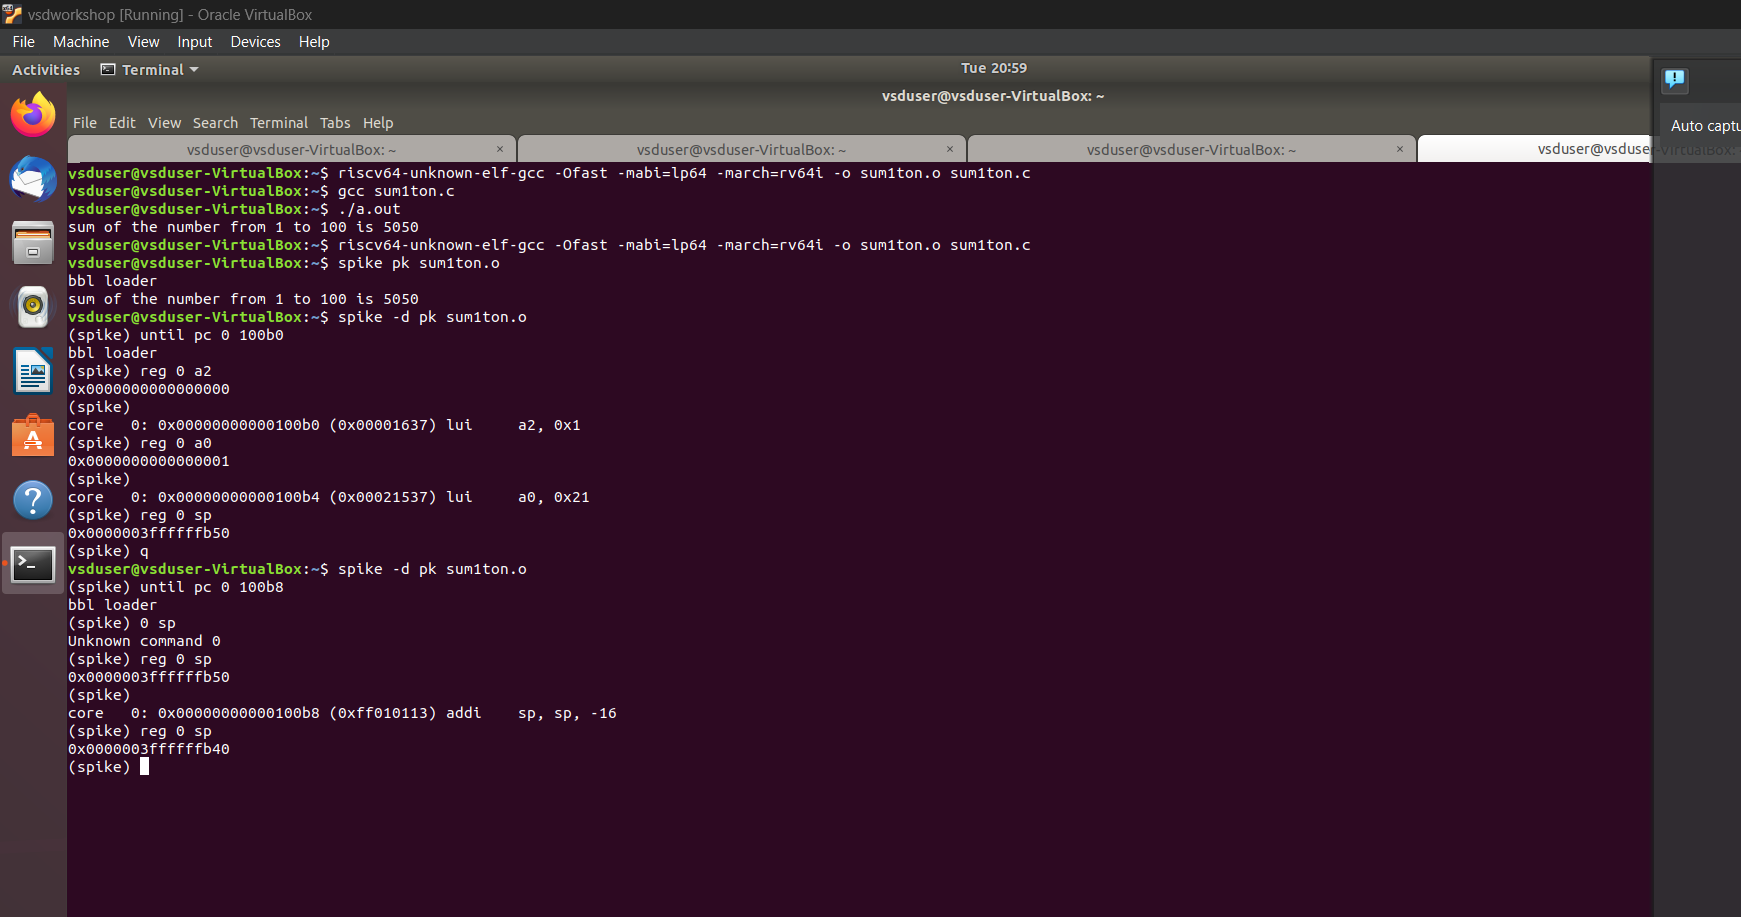 vsdworkshop [Running] - Oracle VirtualBox
File Machine View Input Devices Help
Activities Terminal Tue 20:59
vsduser@vsduser-VirtualBox: ~
Auto captu
File Edit View Search Terminal Tabs Help
vsduser@vsduser-VirtualBox: ~ × vsduser@vsduser-VirtualBox: ~ × vsduser@vsduser-VirtualBox: ~ × vsduser@vsduser-VirtualBox:
vsduser@vsduser-VirtualBox:~$ riscv64-unknown-elf-gcc -Ofast -mabi=lp64 -march=rv64i -o sum1ton.o sum1ton.c
vsduser@vsduser-VirtualBox:~$ gcc sum1ton.c
vsduser@vsduser-VirtualBox:~$ ./a.out
sum of the number from 1 to 100 is 5050
vsduser@vsduser-VirtualBox:~$ riscv64-unknown-elf-gcc -Ofast -mabi=lp64 -march=rv64i -o sum1ton.o sum1ton.c
vsduser@vsduser-VirtualBox:~$ spike pk sum1ton.o
bbl loader
sum of the number from 1 to 100 is 5050
vsduser@vsduser-VirtualBox:~$ spike -d pk sum1ton.o
(spike) until pc 0 100b0
bbl loader
(spike) reg 0 a2
0x0000000000000000
(spike)
core   0: 0x00000000000100b0 (0x00001637) lui     a2, 0x1
(spike) reg 0 a0
0x0000000000000001
(spike)
core   0: 0x00000000000100b4 (0x00021537) lui     a0, 0x21
(spike) reg 0 sp
0x0000003ffffffb50
(spike) q
vsduser@vsduser-VirtualBox:~$ spike -d pk sum1ton.o
(spike) until pc 0 100b8
bbl loader
(spike) 0 sp
Unknown command 0
(spike) reg 0 sp
0x0000003ffffffb50
(spike)
core   0: 0x00000000000100b8 (0xff010113) addi    sp, sp, -16
(spike) reg 0 sp
0x0000003ffffffb40
(spike)